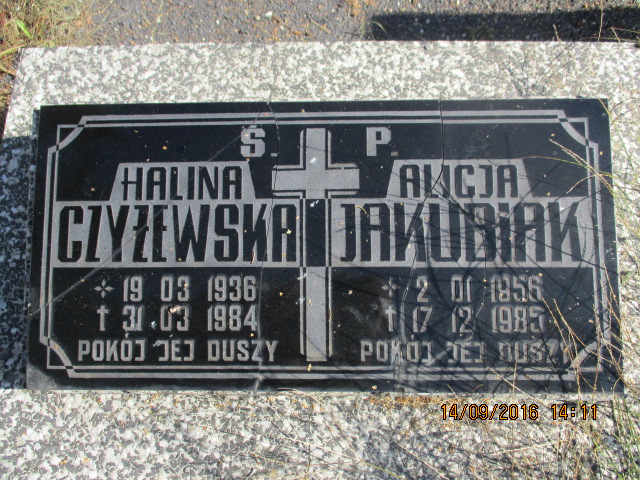 Ś. P.
HALINA
CZYŻEWSKA
19 03 1936
† 31 03 1984
POKÓJ JEJ DUSZY
ALICJA
JAKUBIAK
2 01 1956
† 17 12 1985
POKÓJ JEJ DUSZY
14/09/2016 14:11